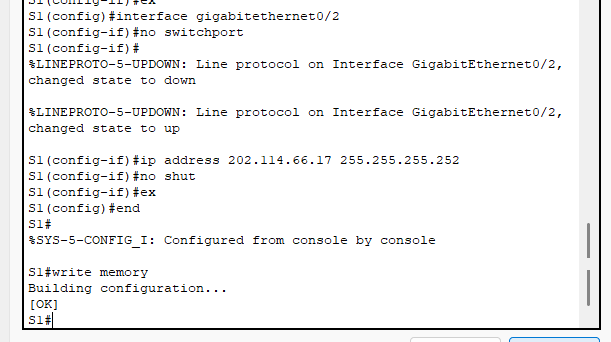 S1(config-if)#ex
S1(config)#interface gigabitethernet0/2
S1(config-if)#no switchport
S1(config-if)#
%LINEPROTO-5-UPDOWN: Line protocol on Interface GigabitEthernet0/2,
changed state to down
%LINEPROTO-5-UPDOWN: Line protocol on Interface GigabitEthernet0/2,
changed state to up
S1(config-if)#ip address 202.114.66.17 255.255.255.252
S1(config-if)#no shut
S1(config-if)#ex
S1(config)#end
S1#
%SYS-5-CONFIG_I: Configured from console by console
S1#write memory
Building configuration...
[OK]
S1#